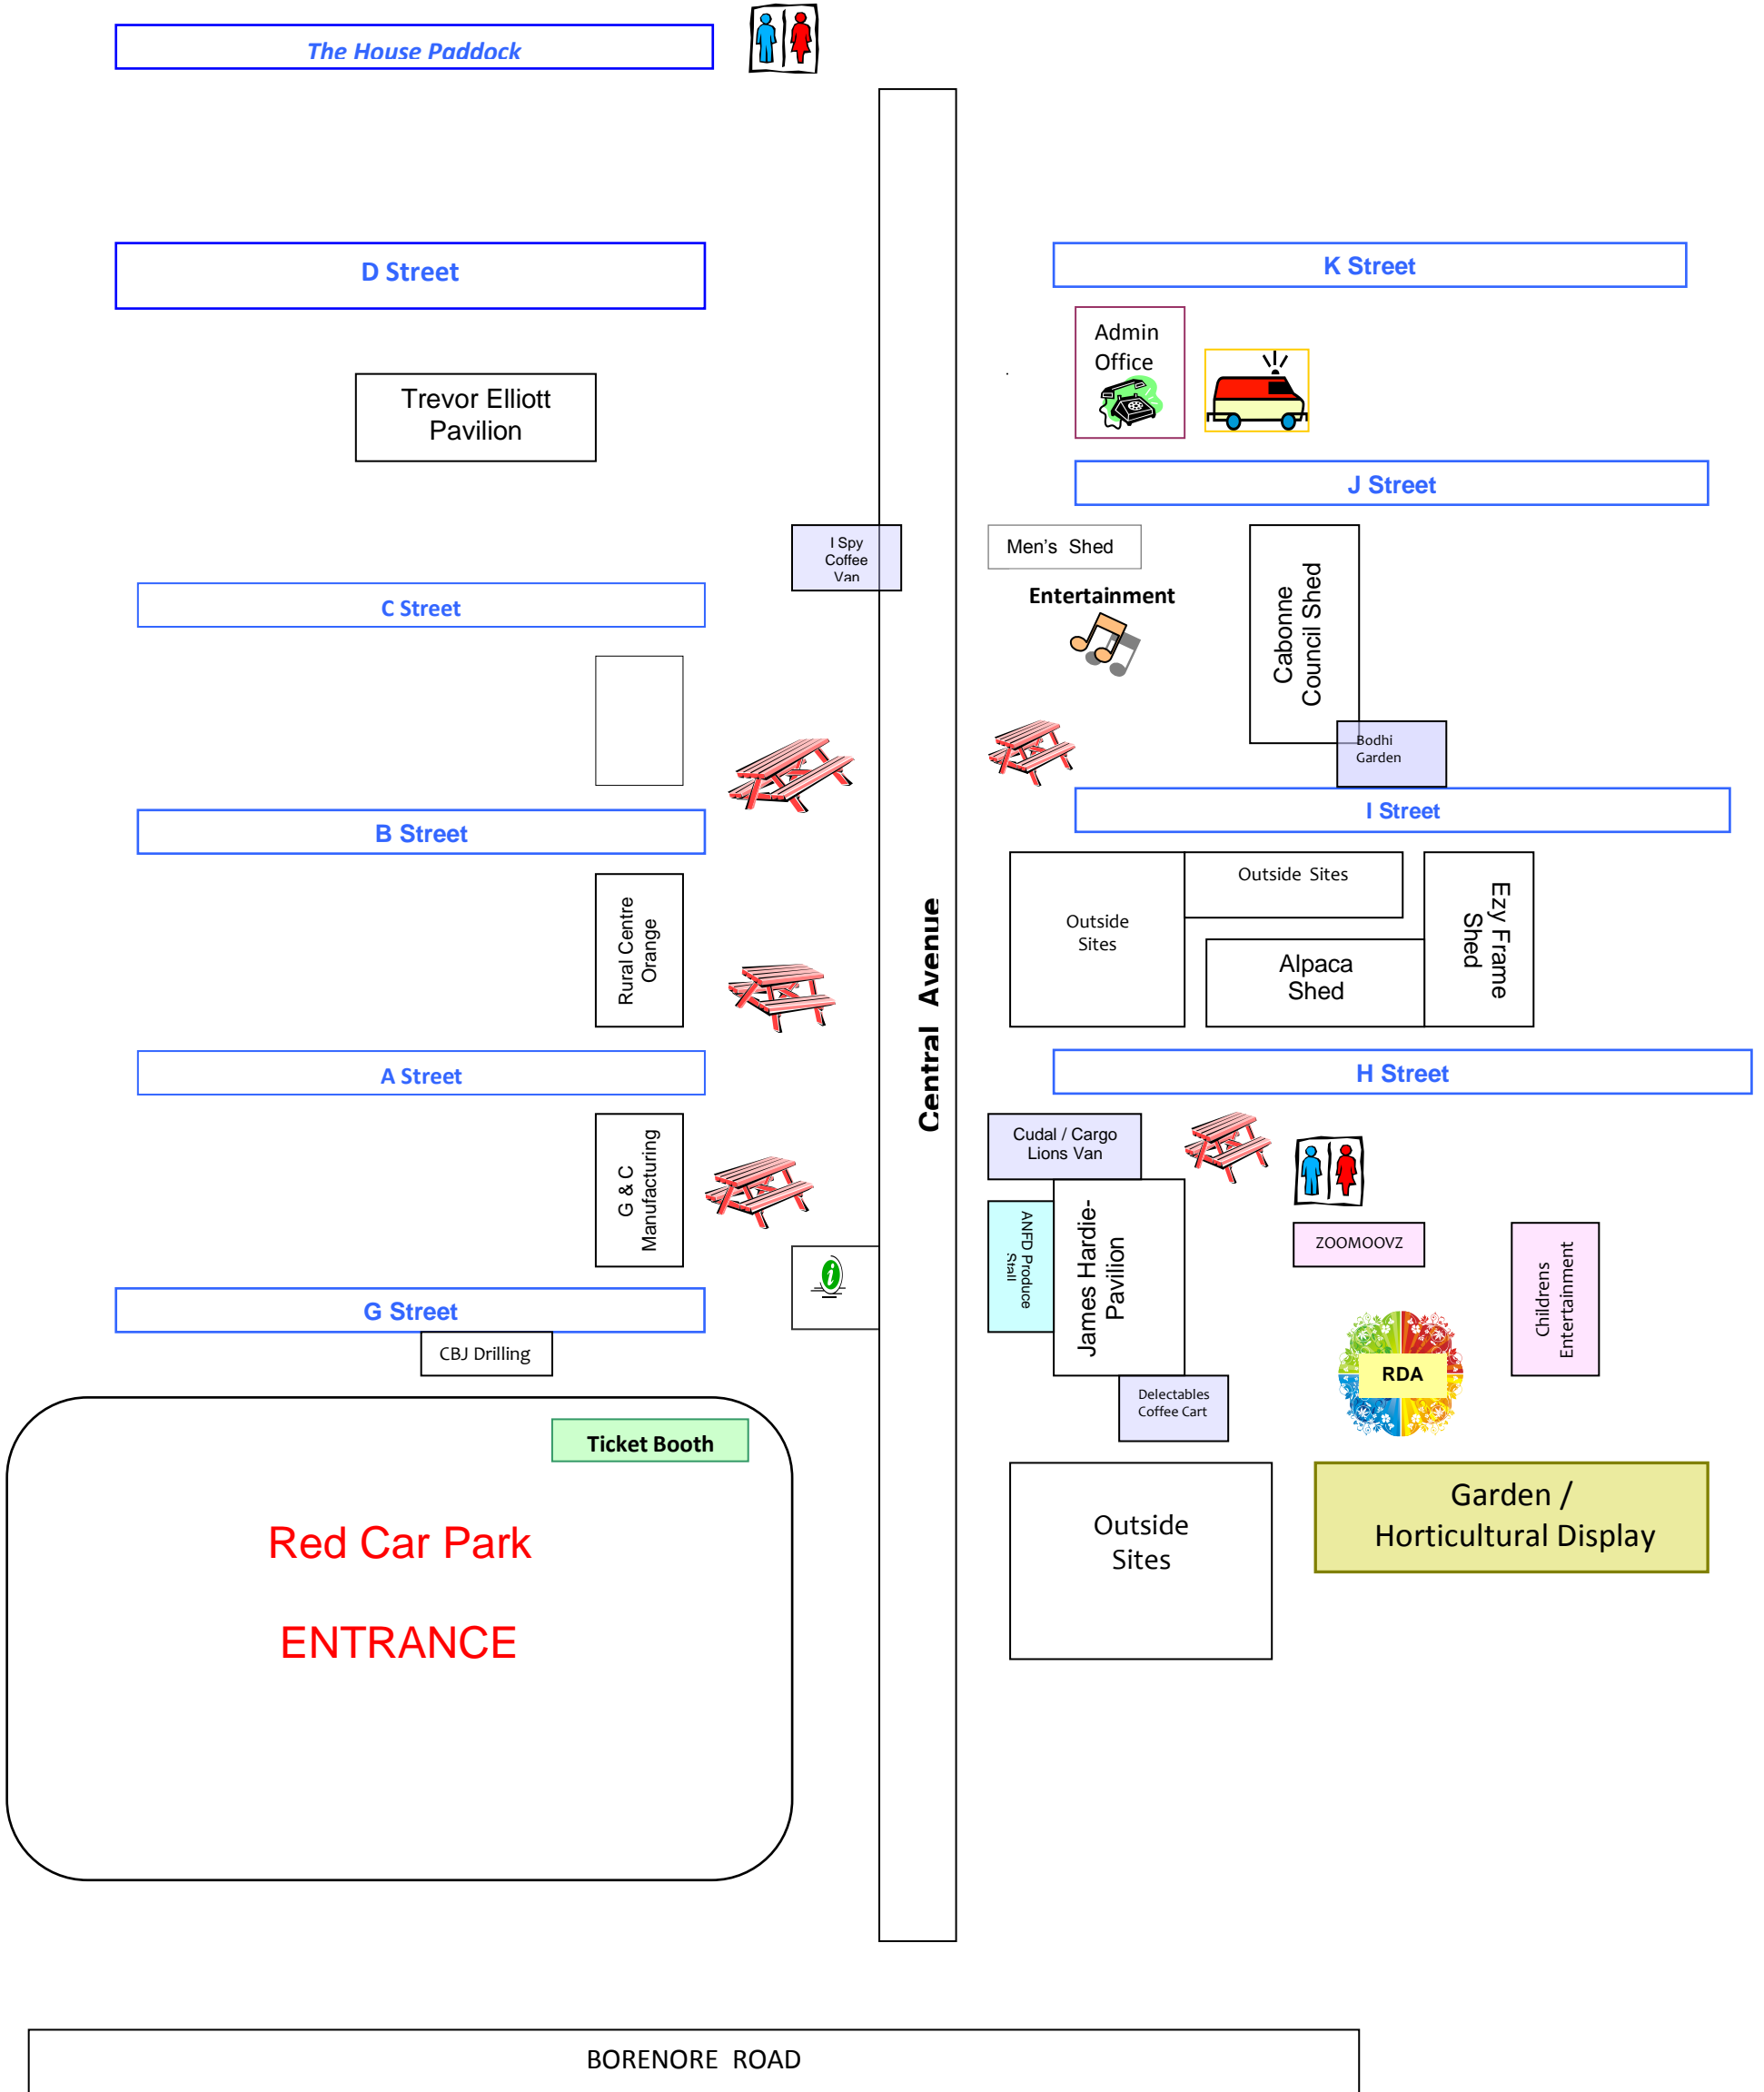 The House Paddock
D Street
K Street
Admin
Office
Trevor Elliott
Pavilion
J Street
I Spy
Coffee
Van
Men's Shed
Cabonne
Council Shed
Entertainment
C Street
Bodhi
Garden
B Street
I Street
Rural Centre
Orange
Central Avenue
Outside
Sites
Outside Sites
Alpaca
Shed
Ezy Frame
Shed
A Street
H Street
G & C
Manufacturing
Cudal / Cargo
Lions Van
ANFD Produce
Stall
James Hardie-
Pavilion
ZOOMOOVZ
Childrens
Entertainment
i
G Street
CBJ Drilling
RDA
Delectables
Coffee Cart
Ticket Booth
Red Car Park
ENTRANCE
Outside
Sites
Garden /
Horticultural Display
BORENORE ROAD